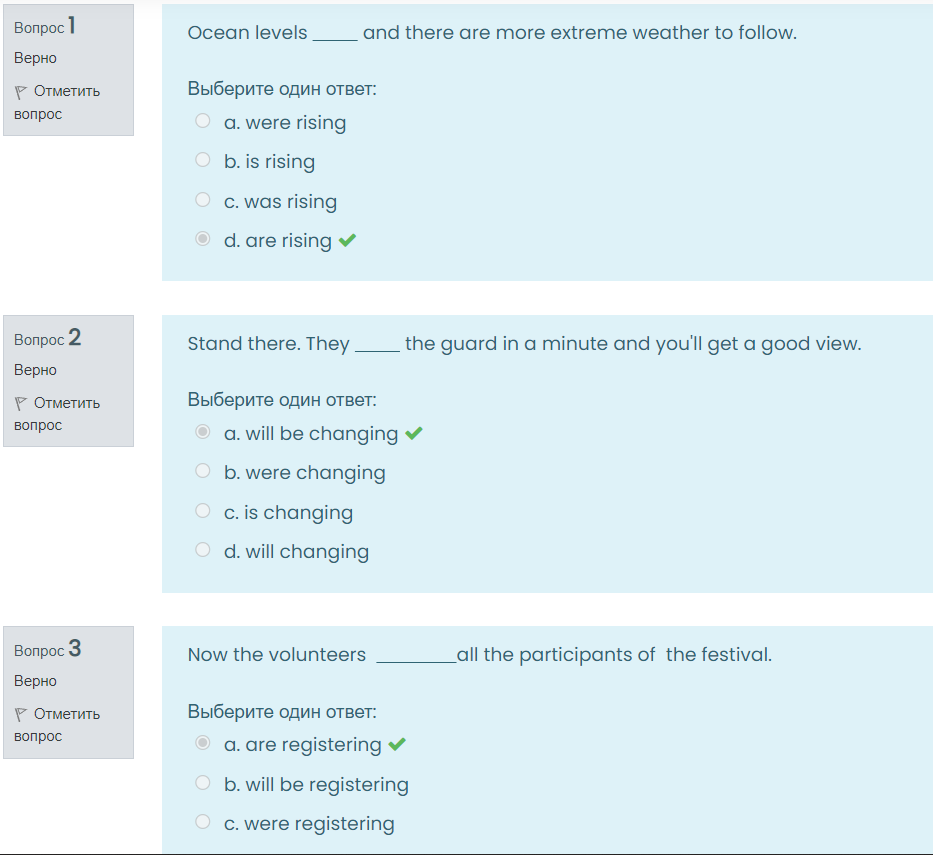 Вопрос 1
Верно
Отметить
вопрос
Ocean levels ____ and there are more extreme weather to follow.
Выберите один ответ:
a. were rising
b. is rising
c. was rising
d. are rising
Вопрос 2
Верно
Отметить
вопрос
Stand there. They ____ the guard in a minute and you'll get a good view.
Выберите один ответ:
a. will be changing
b. were changing
c. is changing
d. will changing
Вопрос 3
Верно
Отметить
вопрос
Now the volunteers ________all the participants of the festival.
Выберите один ответ:
a. are registering
b. will be registering
c. were registering